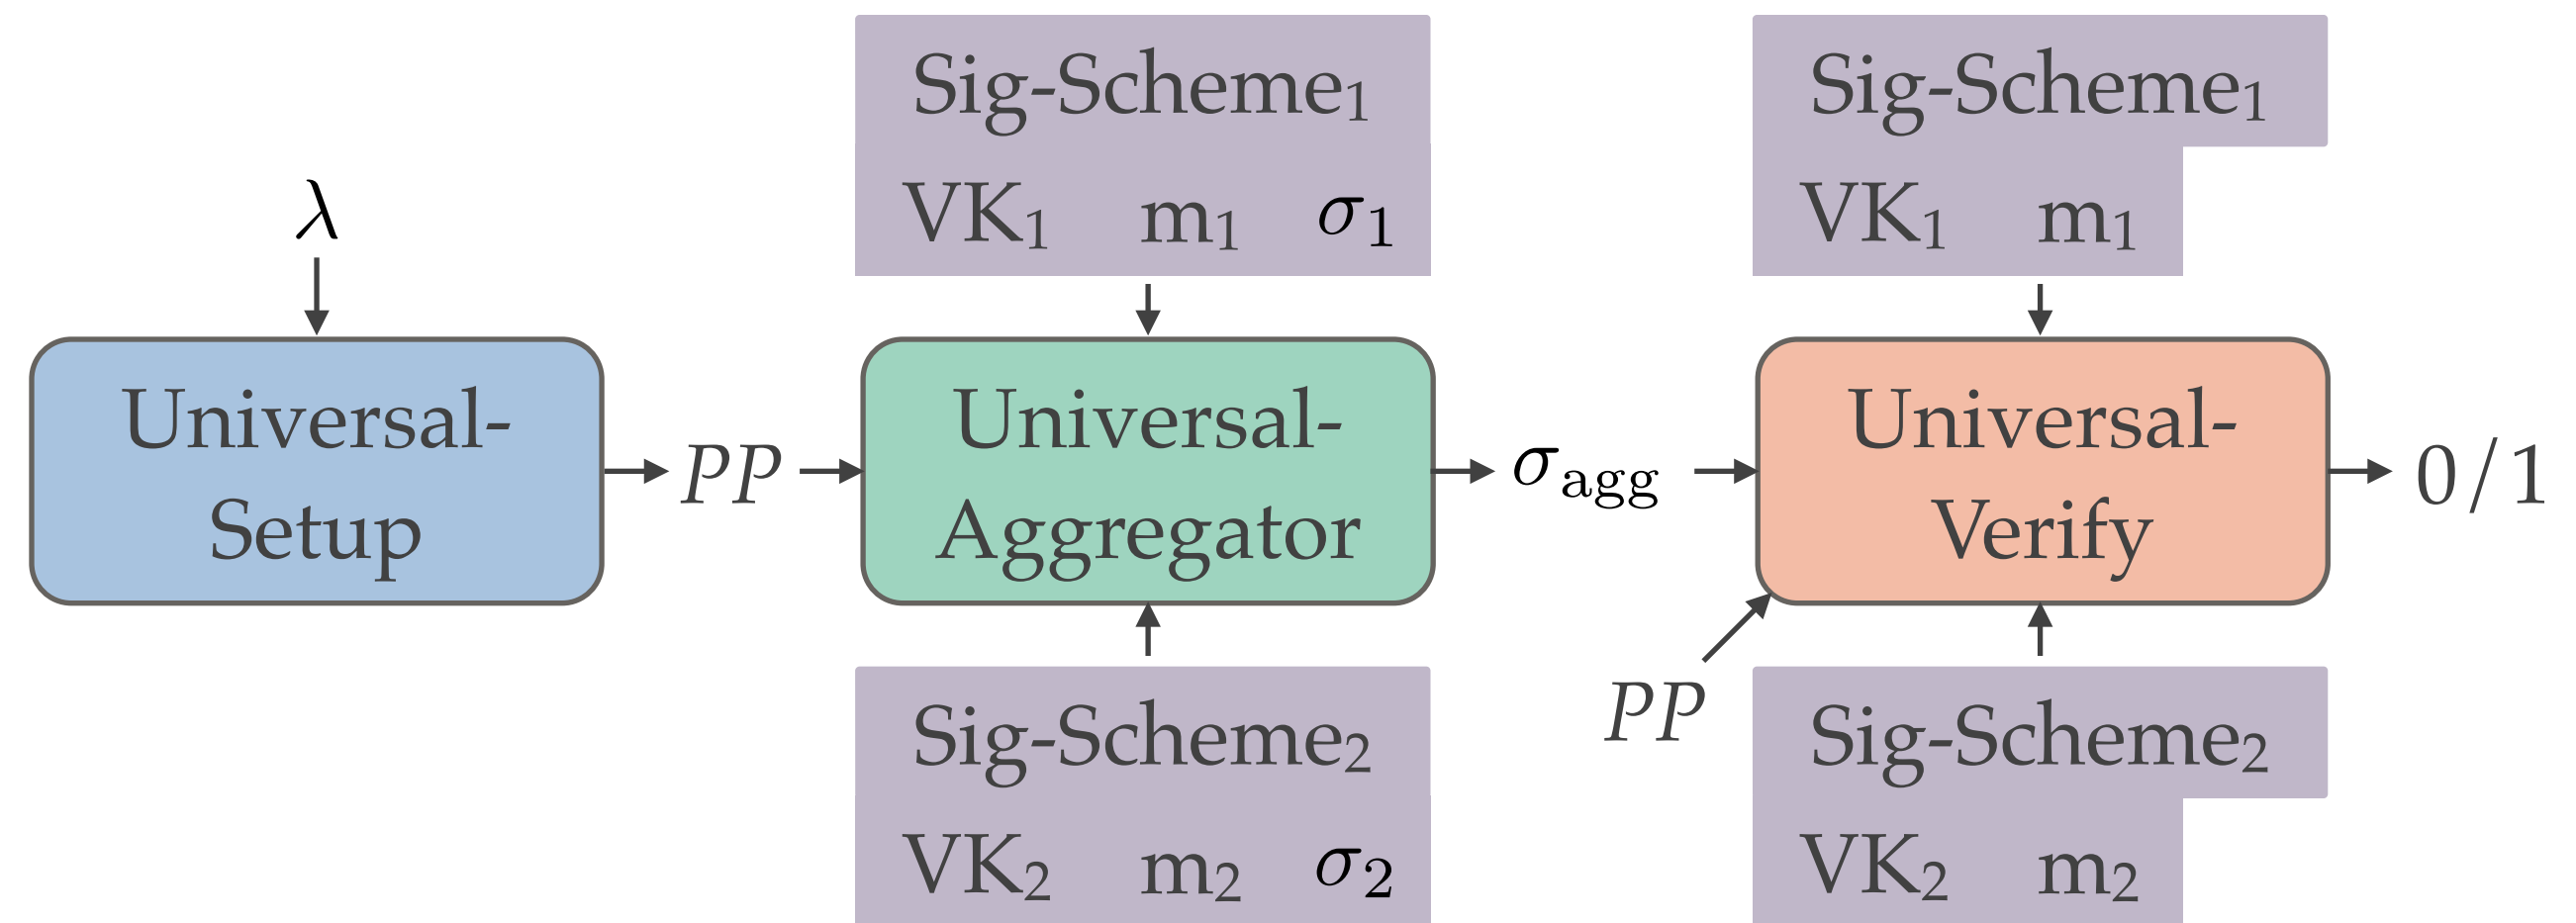 λ
Universal-
Setup
PP
Sig-Scheme₁
VK₁ m₁ σ₁
Universal-
Aggregator
Sig-Scheme₂
VK₂ m₂ σ₂
σagg
Sig-Scheme₁
VK₁ m₁
Universal-
Verify
PP
Sig-Scheme₂
VK₂ m₂
0/1